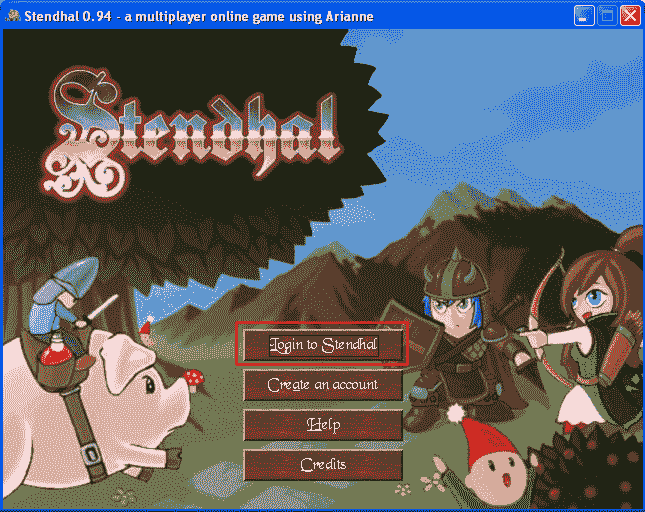 Stendhal 0.94 - a multiplayer online game using Arianne
Stendhal
Login to Stendhal
Create an account
Help
Credits